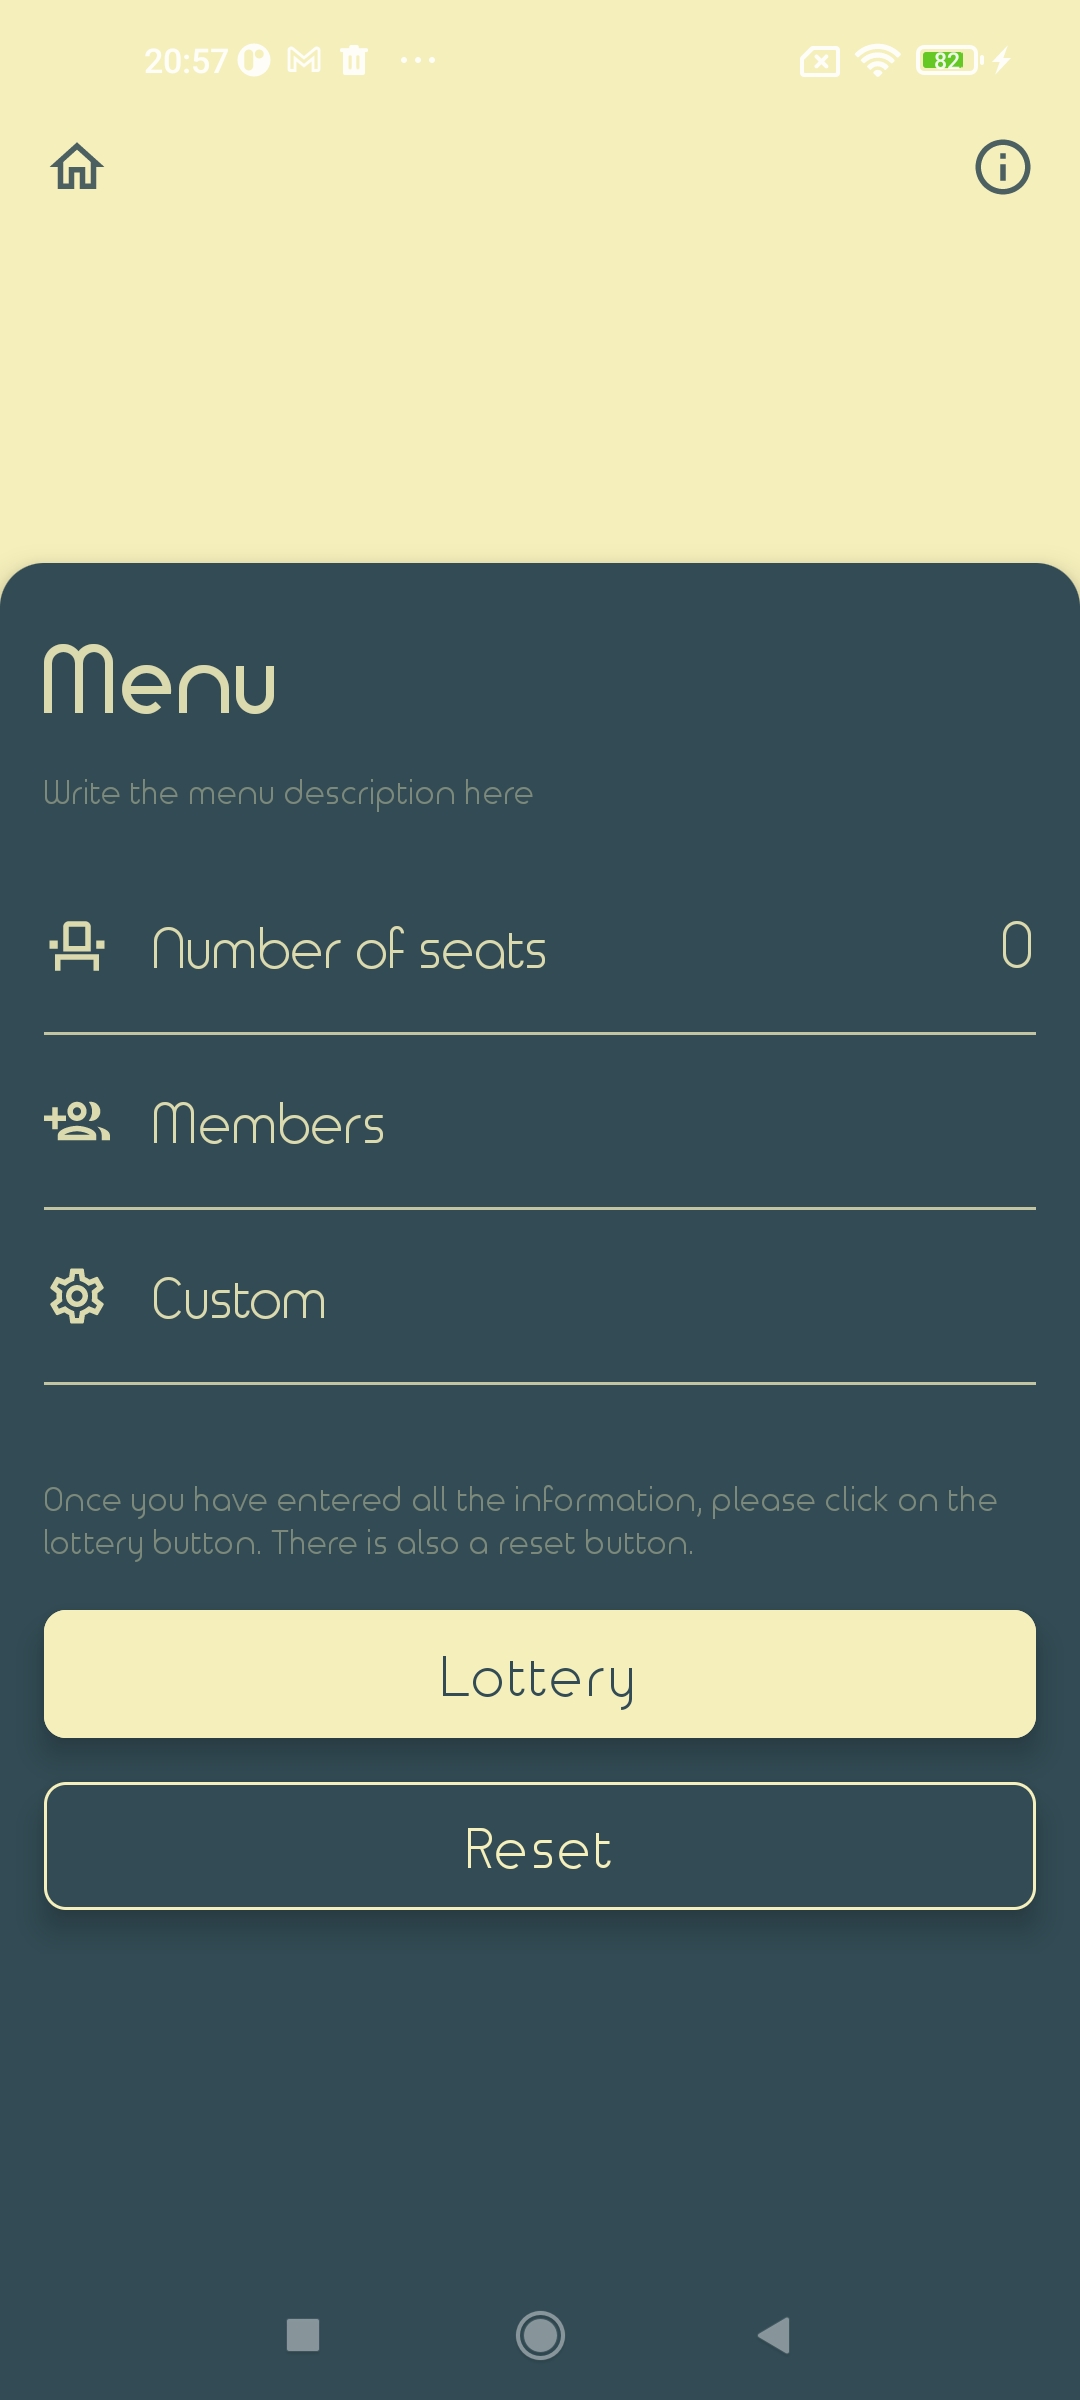 20:57
82
Menu
Write the menu description here
Number of seats 0
Members
Custom
Once you have entered all the information, please click on the
lottery button. There is also a reset button.
Lottery
Reset